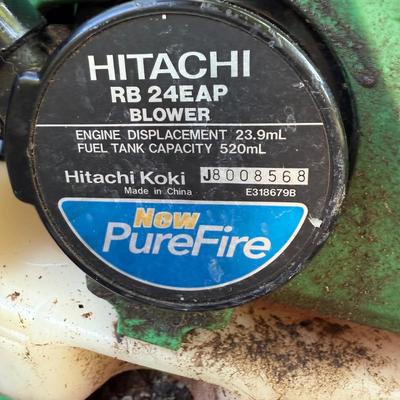 HITACHI
RB 24EAP
BLOWER
ENGINE DISPLACEMENT 23.9mL
FUEL TANK CAPACITY 520mL
Hitachi Koki J8008568
Made in China E318679B
New
PureFire